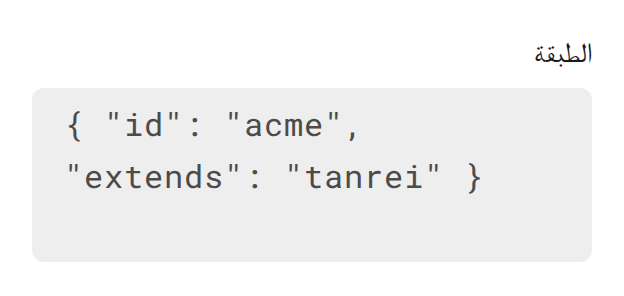 الطبقة
{ "id": "acme",
"extends": "tanrei" }